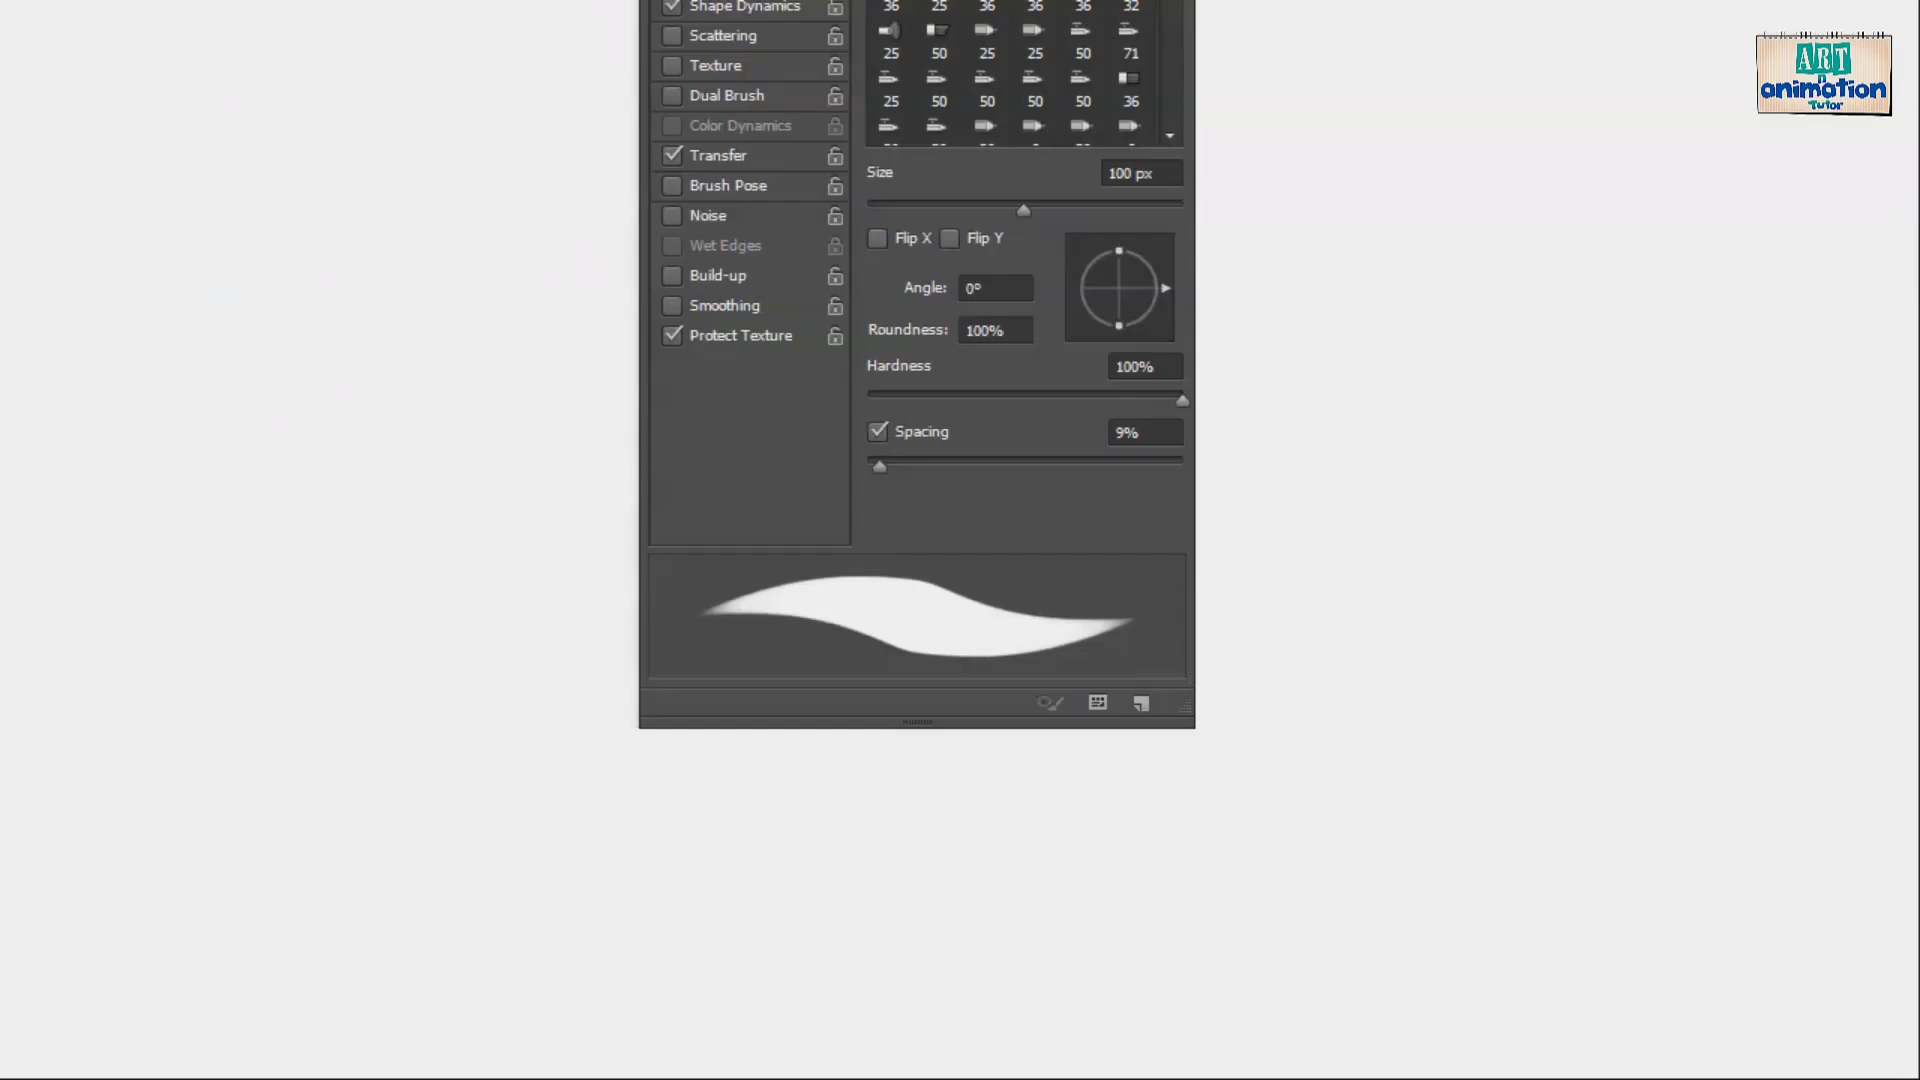 Shape Dynamics
Scattering
Texture
Dual Brush
Color Dynamics
Transfer
Brush Pose
Noise
Wet Edges
Build-up
Smoothing
Protect Texture
36 25 36 36 36 32
25 50 25 25 50 71
25 50 50 50 50 36
Size 100 px
Flip X Flip Y
Angle: 0º
Roundness: 100%
Hardness 100%
Spacing 9%
ART
n
animation
Tutor